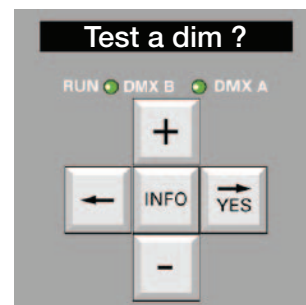 Test a dim ?
RUN DMX B DMX A
+
← INFO → YES
-